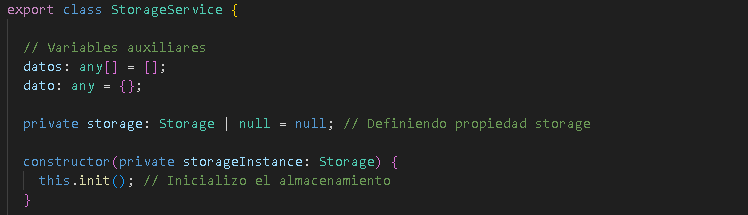 export class StorageService {
// Variables auxiliares
datos: any[] = [];
dato: any = {};
private storage: Storage | null = null; // Definiendo propiedad storage
constructor(private storageInstance: Storage) {
this.init(); // Inicializo el almacenamiento
}